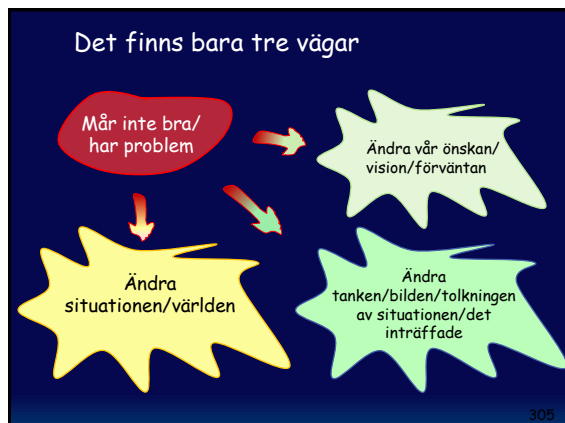 Det finns bara tre vägar
Mår inte bra/
har problem
Ändra vår önskan/
vision/förväntan
Ändra
situationen/världen
Ändra
tanken/bilden/tolkningen
av situationen/det
inträffade
305